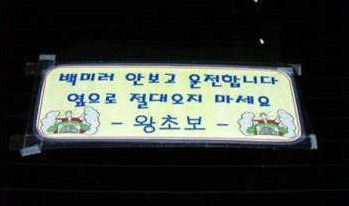 백미러 안보고 운전합니다
옆으로 절대오지 마세요
- 왕초보 -